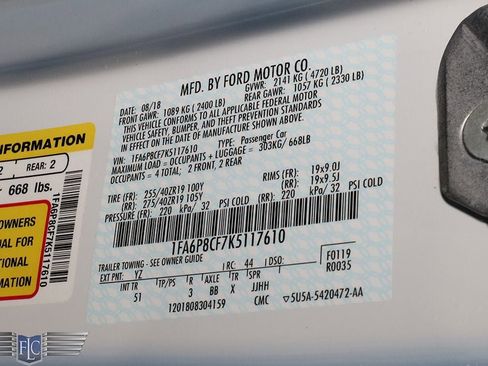 MFD. BY FORD MOTOR CO.
DATE: 08/18 GVWR: 2141 KG ( 4720 LB)
FRONT GAWR: 1089 KG ( 2400 LB) REAR GAWR: 1057 KG ( 2330 LB)
THIS VEHICLE CONFORMS TO ALL APPLICABLE FEDERAL MOTOR
VEHICLE SAFETY, BUMPER, AND THEFT PREVENTION STANDARDS
IN EFFECT ON THE DATE OF MANUFACTURE SHOWN ABOVE.
VIN: 1FA6P8CF7K5117610
TYPE: Passenger Car
MAXIMUM LOAD = OCCUPANTS + LUGGAGE = 303KG/ 668LB
OCCUPANTS: 4 TOTAL; 2 FRONT, 2 REAR
TIRE (FR): 255/40ZR19 100Y RIMS (FR): 19x9.0J
(RR): 275/40ZR19 105Y (RR): 19x9.5J
PRESSURE (FR) 220 kPa/ 32 PSI COLD (RR) 220 kPa/ 32 PSI COLD
1FA6P8CF7K5117610
TRAILER TOWING - SEE OWNER GUIDE F0119
EXT PNT: YZ RC: 44 DSO: R0035
INT TR TR AXLE TR SPR
51 3 BB X JJHH
1201808304159 CMC ▽5U5A-5420472-AA
INFORMATION
2 REAR: 2
668 lbs.
OWNERS
UAL FOR
TIONAL
RMATION
1FA6P8CF7K5117610
FLC